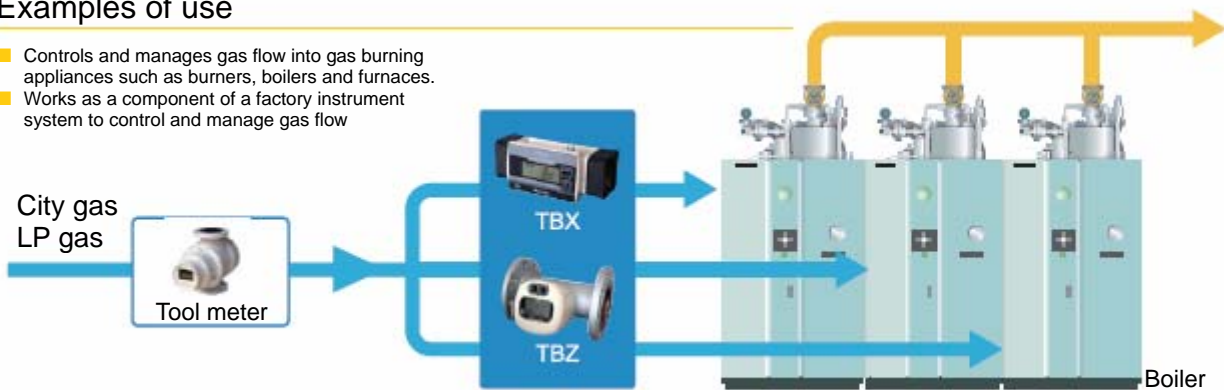 Examples of use
Controls and manages gas flow into gas burning
appliances such as burners, boilers and furnaces.
Works as a component of a factory instrument
system to control and manage gas flow
City gas
LP gas
Tool meter
TBX
TBZ
Boiler